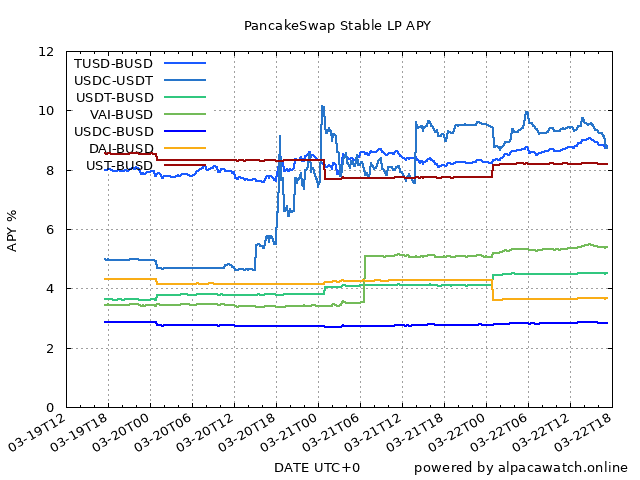 PancakeSwap Stable LP APY
12
10
8
6
4
2
0
APY %
TUSD-BUSD
USDC-USDT
USDT-BUSD
VAI-BUSD
USDC-BUSD
DAI-BUSD
UST-BUSD
03-19T12
03-19T18
03-20T00
03-20T06
03-20T12
03-20T18
03-21T00
03-21T06
03-21T12
03-21T18
03-22T00
03-22T06
03-22T12
03-22T18
DATE UTC+0
powered by alpacawatch.online